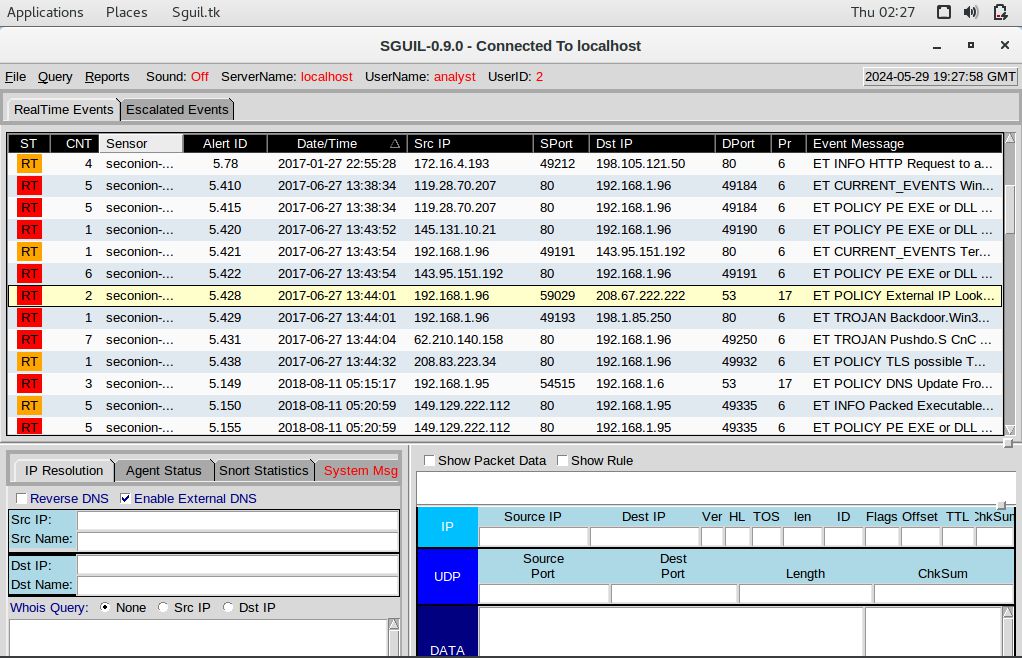 Applications Places Sguil.tk Thu 02:27
SGUIL-0.9.0 - Connected To localhost
File Query Reports Sound: Off ServerName: localhost UserName: analyst UserID: 2 2024-05-29 19:27:58 GMT
RealTime Events Escalated Events
ST CNT Sensor Alert ID Date/Time Src IP SPort Dst IP DPort Pr Event Message
RT 4 seconion-... 5.78 2017-01-27 22:55:28 172.16.4.193 49212 198.105.121.50 80 6 ET INFO HTTP Request to a...
RT 5 seconion-... 5.410 2017-06-27 13:38:34 119.28.70.207 80 192.168.1.96 49184 6 ET CURRENT_EVENTS Win...
RT 5 seconion-... 5.415 2017-06-27 13:38:34 119.28.70.207 80 192.168.1.96 49184 6 ET POLICY PE EXE or DLL ...
RT 1 seconion-... 5.420 2017-06-27 13:43:52 145.131.10.21 80 192.168.1.96 49190 6 ET POLICY PE EXE or DLL ...
RT 1 seconion-... 5.421 2017-06-27 13:43:54 192.168.1.96 49191 143.95.151.192 80 6 ET CURRENT_EVENTS Ter...
RT 6 seconion-... 5.422 2017-06-27 13:43:54 143.95.151.192 80 192.168.1.96 49191 6 ET POLICY PE EXE or DLL ...
RT 2 seconion-... 5.428 2017-06-27 13:44:01 192.168.1.96 59029 208.67.222.222 53 17 ET POLICY External IP Look...
RT 1 seconion-... 5.429 2017-06-27 13:44:01 192.168.1.96 49193 198.1.85.250 80 6 ET TROJAN Backdoor.Win3...
RT 7 seconion-... 5.431 2017-06-27 13:44:04 62.210.140.158 80 192.168.1.96 49250 6 ET TROJAN Pushdo.S CnC ...
RT 1 seconion-... 5.438 2017-06-27 13:44:32 208.83.223.34 80 192.168.1.96 49932 6 ET POLICY TLS possible T...
RT 3 seconion-... 5.149 2018-08-11 05:15:17 192.168.1.95 54515 192.168.1.6 53 17 ET POLICY DNS Update Fro...
RT 5 seconion-... 5.150 2018-08-11 05:20:59 149.129.222.112 80 192.168.1.95 49335 6 ET INFO Packed Executable...
RT 5 seconion-... 5.155 2018-08-11 05:20:59 149.129.222.112 80 192.168.1.95 49335 6 ET POLICY PE EXE or DLL ...
IP Resolution Agent Status Snort Statistics System Msg
Reverse DNS Enable External DNS
Src IP:
Src Name:
Dst IP:
Dst Name:
Whois Query: None Src IP Dst IP
Show Packet Data Show Rule
IP Source IP Dest IP Ver HL TOS len ID Flags Offset TTL ChkSum
UDP Source Port Dest Port Length ChkSum
DATA